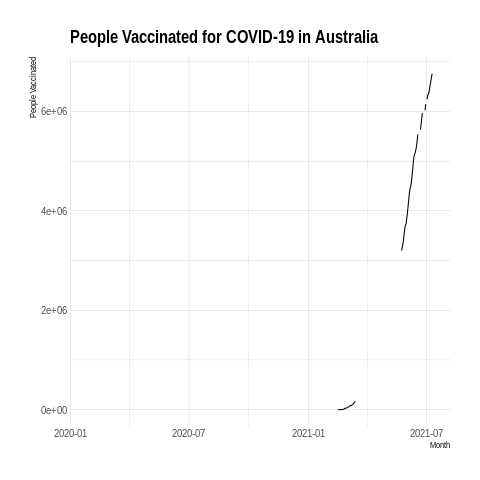 People Vaccinated for COVID-19 in Australia
People Vaccinated
6e+06
4e+06
2e+06
0e+00
2020-01 2020-07 2021-01 2021-07
Month